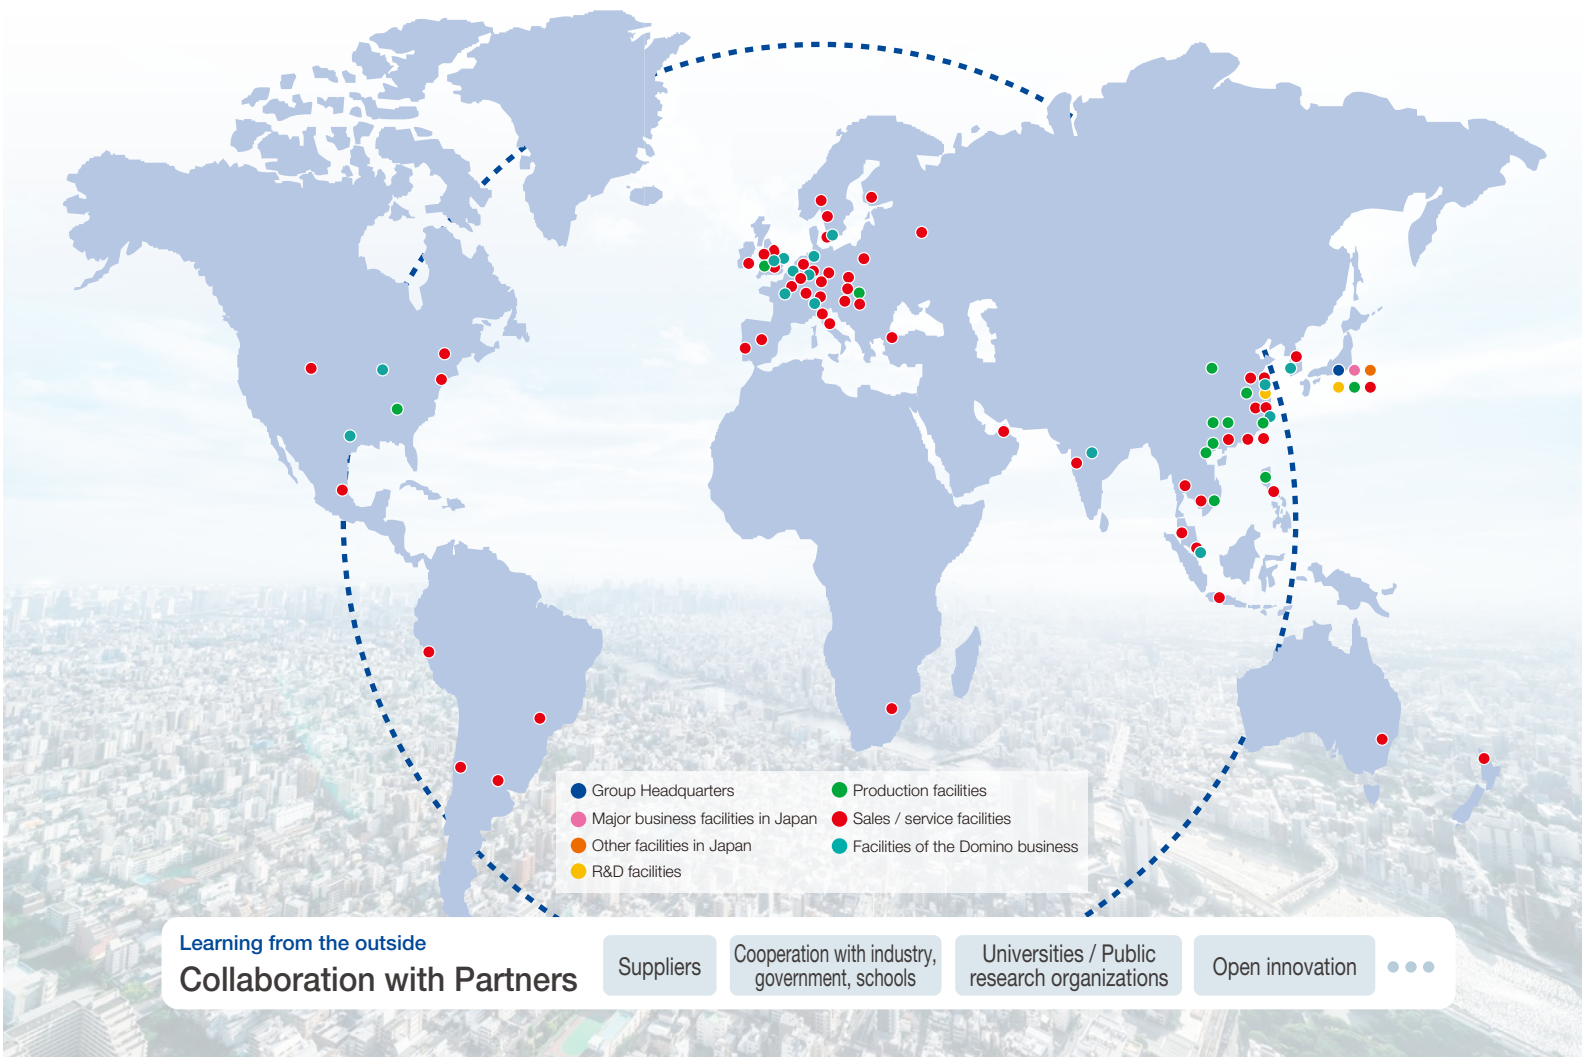 Group Headquarters
Major business facilities in Japan
Other facilities in Japan
R&D facilities
Production facilities
Sales / service facilities
Facilities of the Domino business
Learning from the outside
Collaboration with Partners
Suppliers
Cooperation with industry,
government, schools
Universities / Public
research organizations
Open innovation